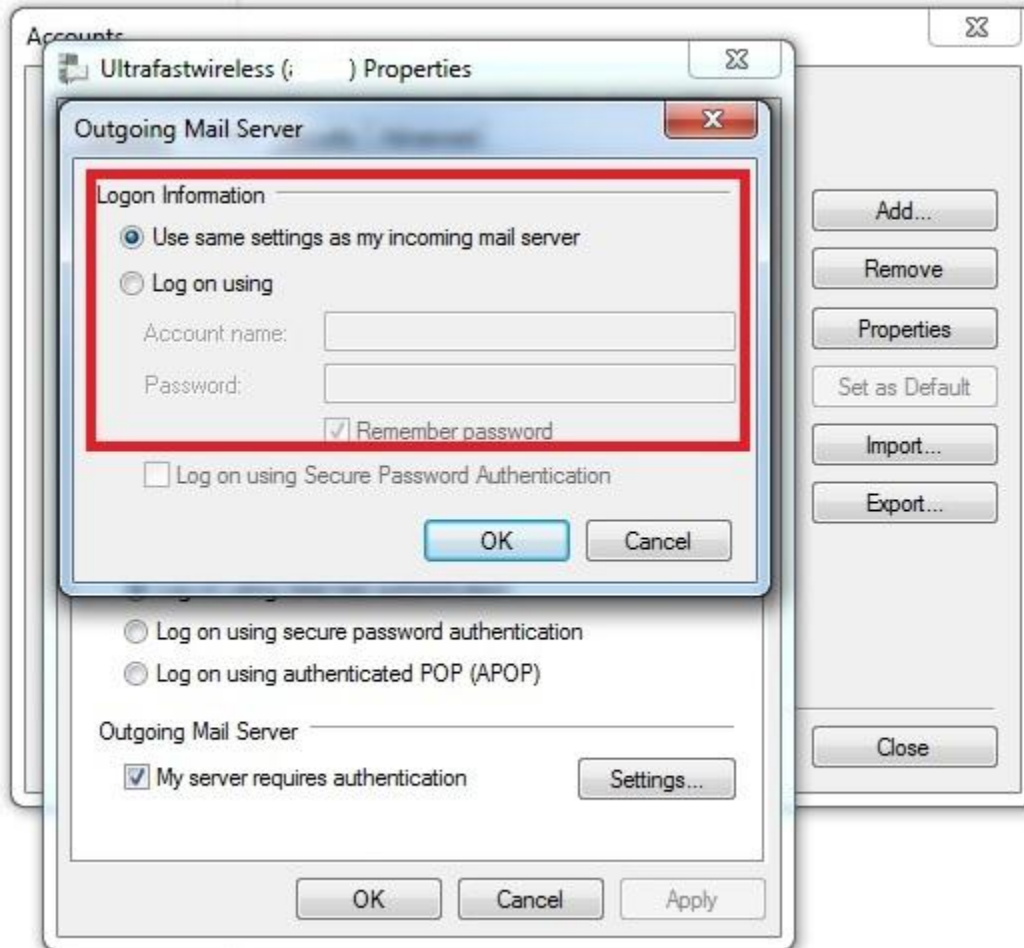 Accounts
Ultrafastwireless ( ) Properties
Outgoing Mail Server
Logon Information
Use same settings as my incoming mail server
Log on using
Account name:
Password:
Remember password
Log on using Secure Password Authentication
OK Cancel
Log on using secure password authentication
Log on using authenticated POP (APOP)
Outgoing Mail Server
My server requires authentication
Settings...
OK Cancel Apply
Add...
Remove
Properties
Set as Default
Import...
Export...
Close